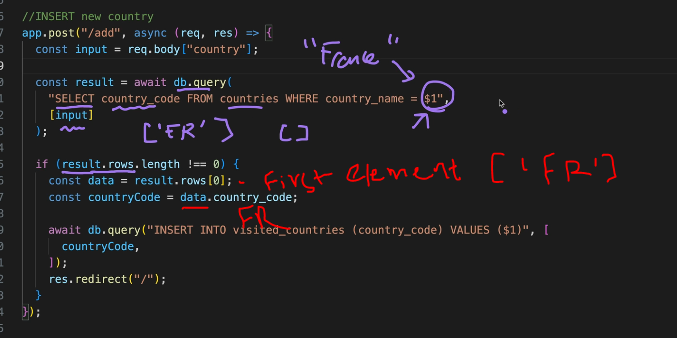 //INSERT new country
app.post("/add", async (req, res) => {
const input = req.body["country"];
"France"
const result = await db.query(
"SELECT country_code FROM countries WHERE country_name = $1",
[input]
);
['FR'] []
if (result.rows.length !== 0) {
const data = result.rows[0]; - First element ['FR']
const countryCode = data.country_code;
FR
await db.query("INSERT INTO visited_countries (country_code) VALUES ($1)", [
countryCode,
]);
res.redirect("/");
}
});